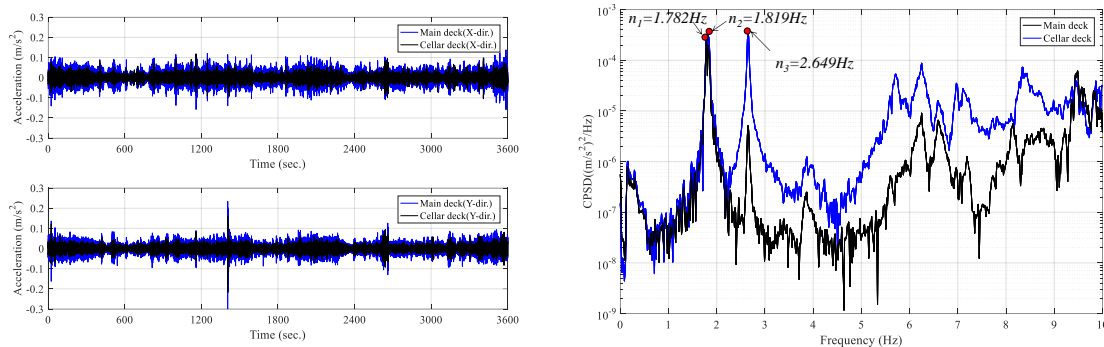 0.3
0.2
0.1
0
-0.1
-0.2
-0.3
Acceleration (m/s²)
Main deck(X-dir.)
Cellar deck(X-dir.)
0 600 1200 1800 2400 3000 3600
Time (sec.)
0.3
0.2
0.1
0
-0.1
-0.2
-0.3
Acceleration (m/s²)
Main deck(Y-dir.)
Cellar deck(Y-dir.)
0 600 1200 1800 2400 3000 3600
Time (sec.)
n₁=1.782Hz n₂=1.819Hz
n₃=2.649Hz
Main deck
Cellar deck
10⁻³
10⁻⁴
10⁻⁵
10⁻⁶
10⁻⁷
10⁻⁸
10⁻⁹
CPSD((m/s²)²/Hz)
0 1 2 3 4 5 6 7 8 9 10
Frequency (Hz)